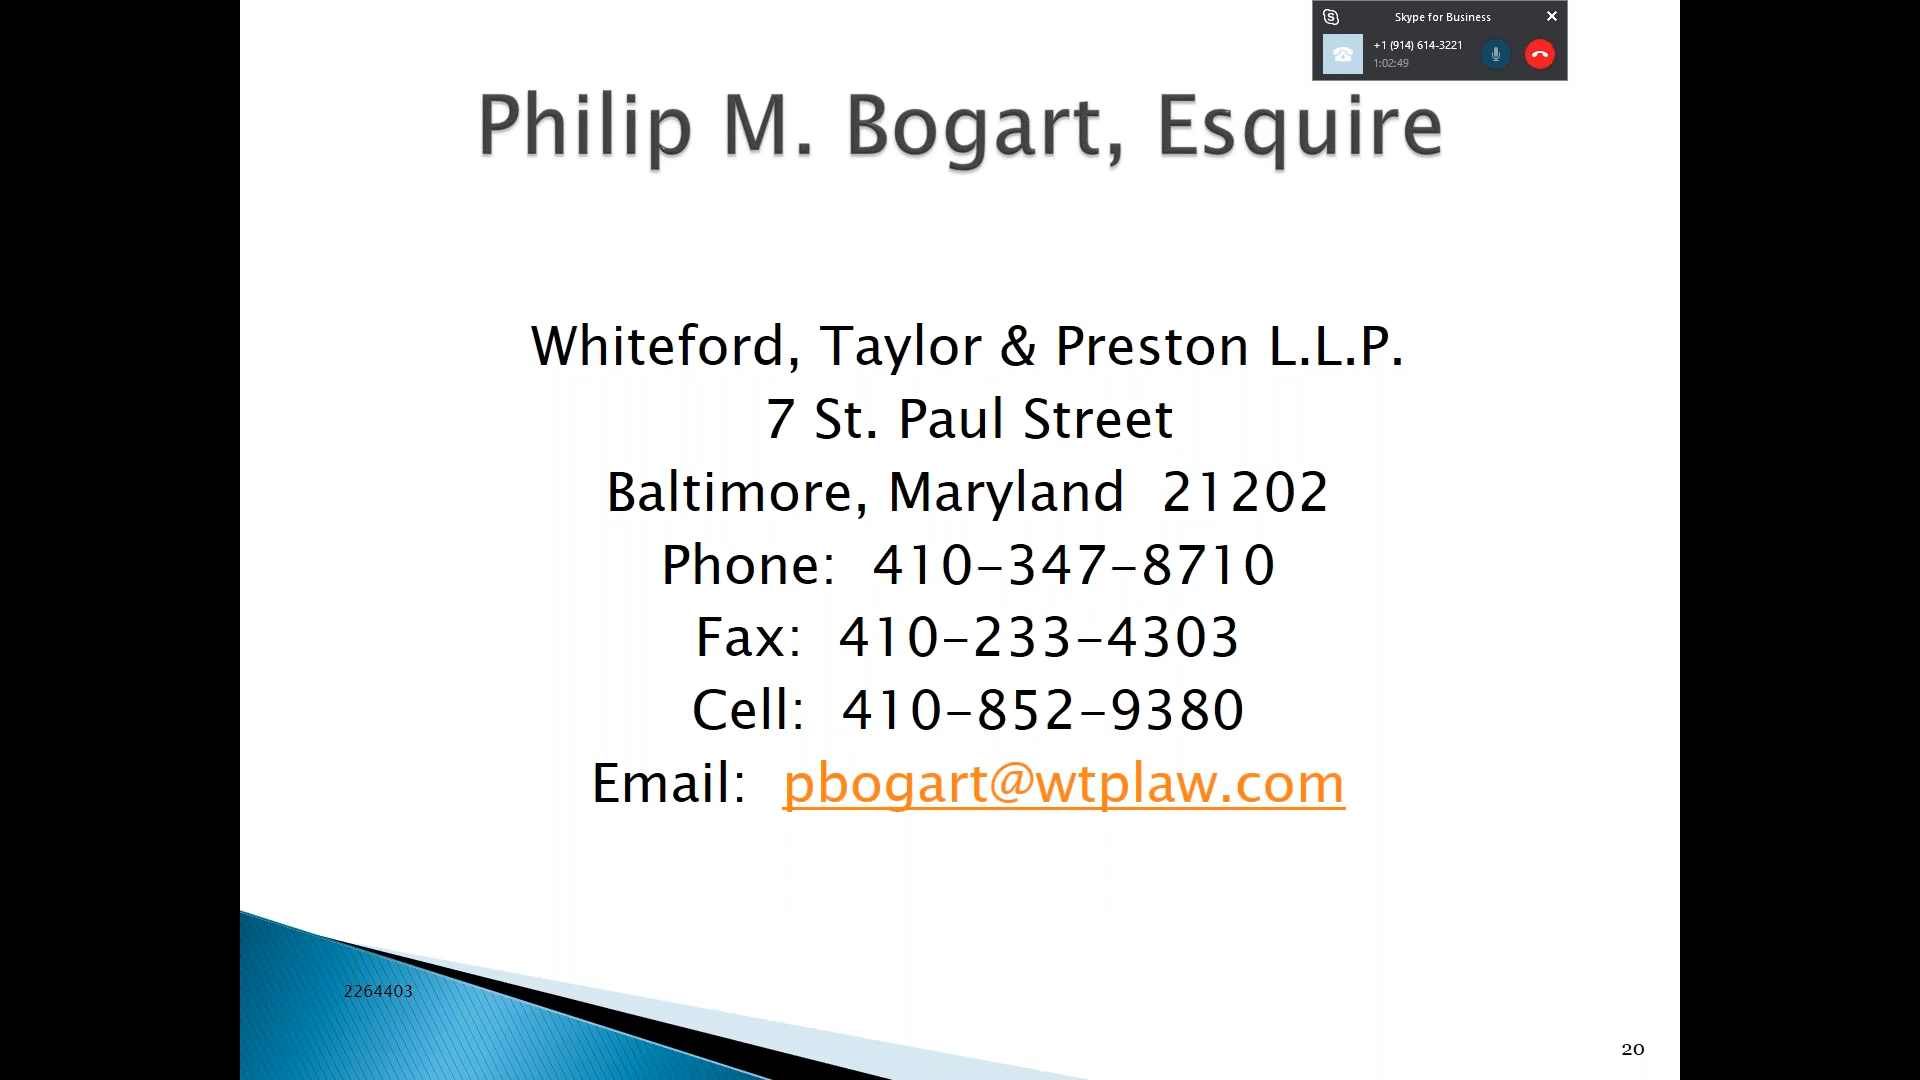 Skype for Business
+1 (914) 614-3221
1:02:49
Philip M. Bogart, Esquire
Whiteford, Taylor & Preston L.L.P.
7 St. Paul Street
Baltimore, Maryland  21202
Phone:  410-347-8710
Fax:  410-233-4303
Cell:  410-852-9380
Email:  pbogart@wtplaw.com
2264403
20